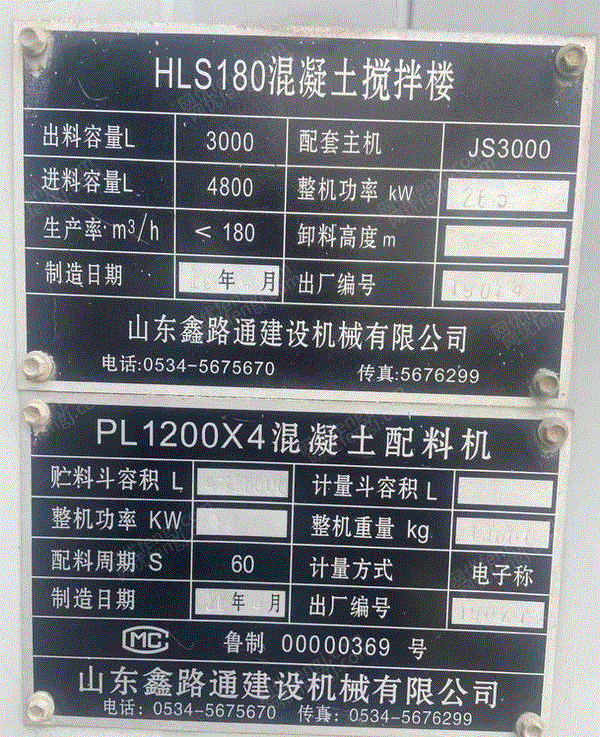 HLS180混凝土搅拌楼
出料容量L 3000 配套主机 JS3000
进料容量L 4800 整机功率 kW 265
生产率·m³/h ＜180 卸料高度 m
制造日期 年 月 出厂编号
山东鑫路通建设机械有限公司
电话:0534-5675670 传真:5676299
PL1200X4混凝土配料机
贮料斗容积 L 计量斗容积 L
整机功率 KW 整机重量 kg
配料周期 S 60 计量方式 电子称
制造日期 年 月 出厂编号
MC 鲁制 00000369 号
山东鑫路通建设机械有限公司
电话: 0534-5675670 传真: 0534-5676299